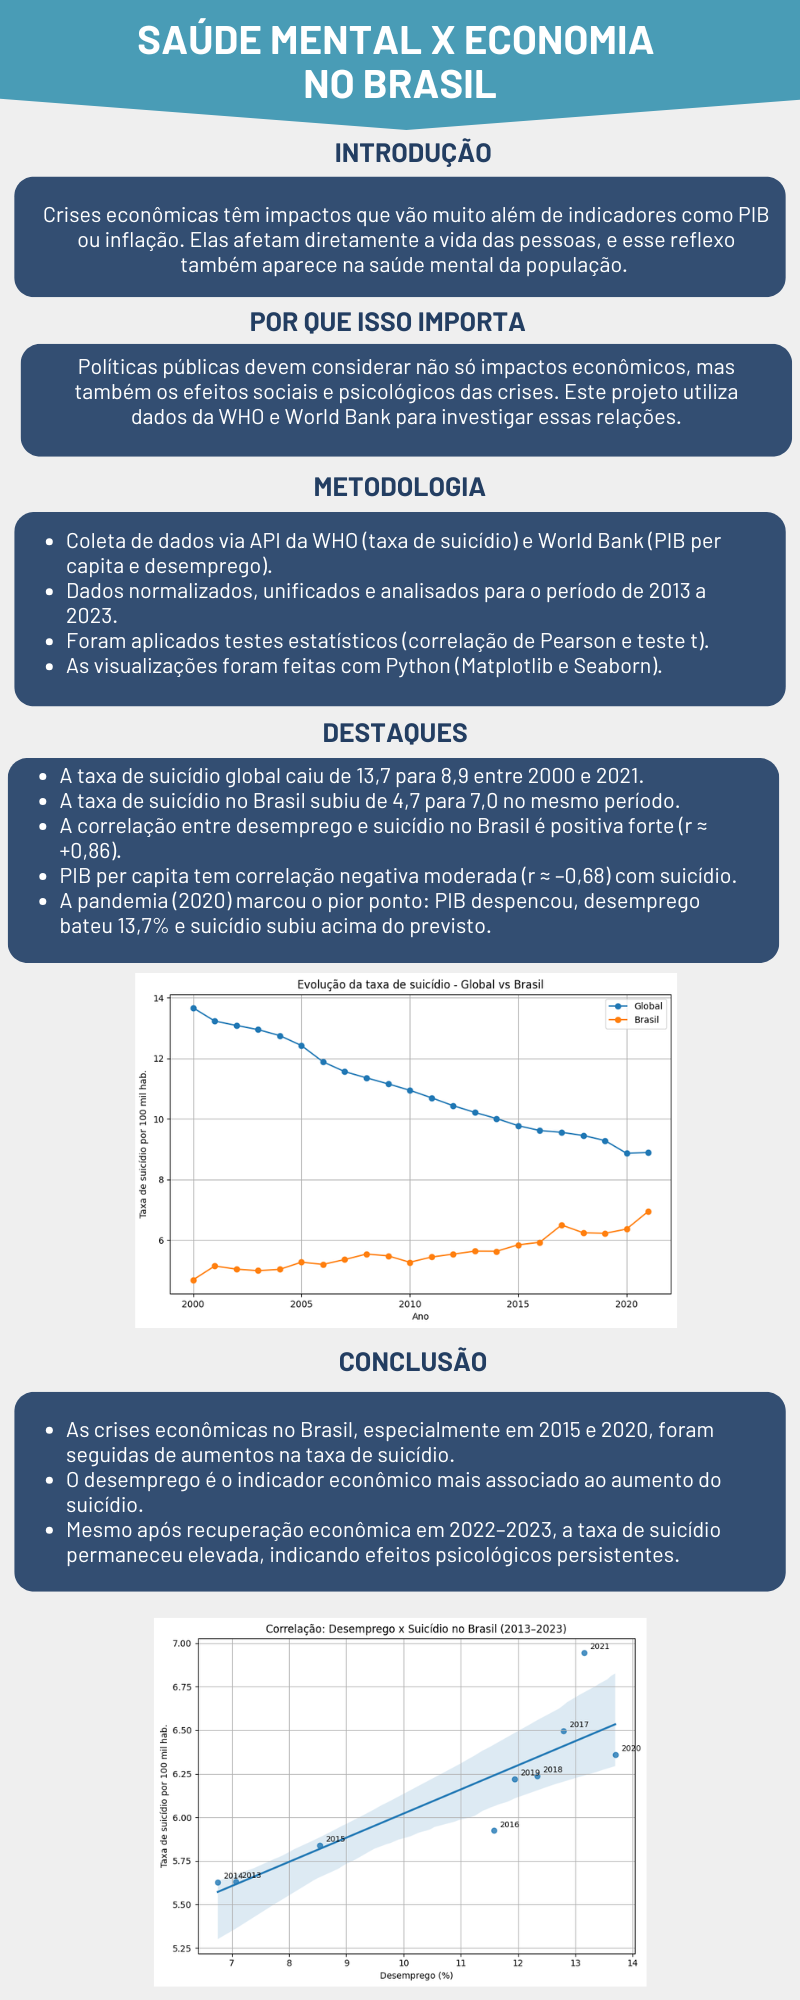 SAÚDE MENTAL X ECONOMIA
NO BRASIL
INTRODUÇÃO
Crises econômicas têm impactos que vão muito além de indicadores como PIB
ou inflação. Elas afetam diretamente a vida das pessoas, e esse reflexo
também aparece na saúde mental da população.
POR QUE ISSO IMPORTA
Políticas públicas devem considerar não só impactos econômicos, mas
também os efeitos sociais e psicológicos das crises. Este projeto utiliza
dados da WHO e World Bank para investigar essas relações.
METODOLOGIA
• Coleta de dados via API da WHO (taxa de suicídio) e World Bank (PIB per
capita e desemprego).
• Dados normalizados, unificados e analisados para o período de 2013 a
2023.
• Foram aplicados testes estatísticos (correlação de Pearson e teste t).
• As visualizações foram feitas com Python (Matplotlib e Seaborn).
DESTAQUES
• A taxa de suicídio global caiu de 13,7 para 8,9 entre 2000 e 2021.
• A taxa de suicídio no Brasil subiu de 4,7 para 7,0 no mesmo período.
• A correlação entre desemprego e suicídio no Brasil é positiva forte (r ≈
+0,86).
• PIB per capita tem correlação negativa moderada (r ≈ –0,68) com suicídio.
• A pandemia (2020) marcou o pior ponto: PIB despencou, desemprego
bateu 13,7% e suicídio subiu acima do previsto.
Evolução da taxa de suicídio - Global vs Brasil
Global
Brasil
Taxa de suicídio por 100 mil hab.
14
12
10
8
6
2000
2005
2010
2015
2020
Ano
CONCLUSÃO
• As crises econômicas no Brasil, especialmente em 2015 e 2020, foram
seguidas de aumentos na taxa de suicídio.
• O desemprego é o indicador econômico mais associado ao aumento do
suicídio.
• Mesmo após recuperação econômica em 2022–2023, a taxa de suicídio
permaneceu elevada, indicando efeitos psicológicos persistentes.
Correlação: Desemprego x Suicídio no Brasil (2013–2023)
Taxa de suicídio por 100 mil hab.
7.00
6.75
6.50
6.25
6.00
5.75
5.50
5.25
2021
2017
2020
2019
2018
2016
2015
2014
2013
7
8
9
10
11
12
13
14
Desemprego (%)